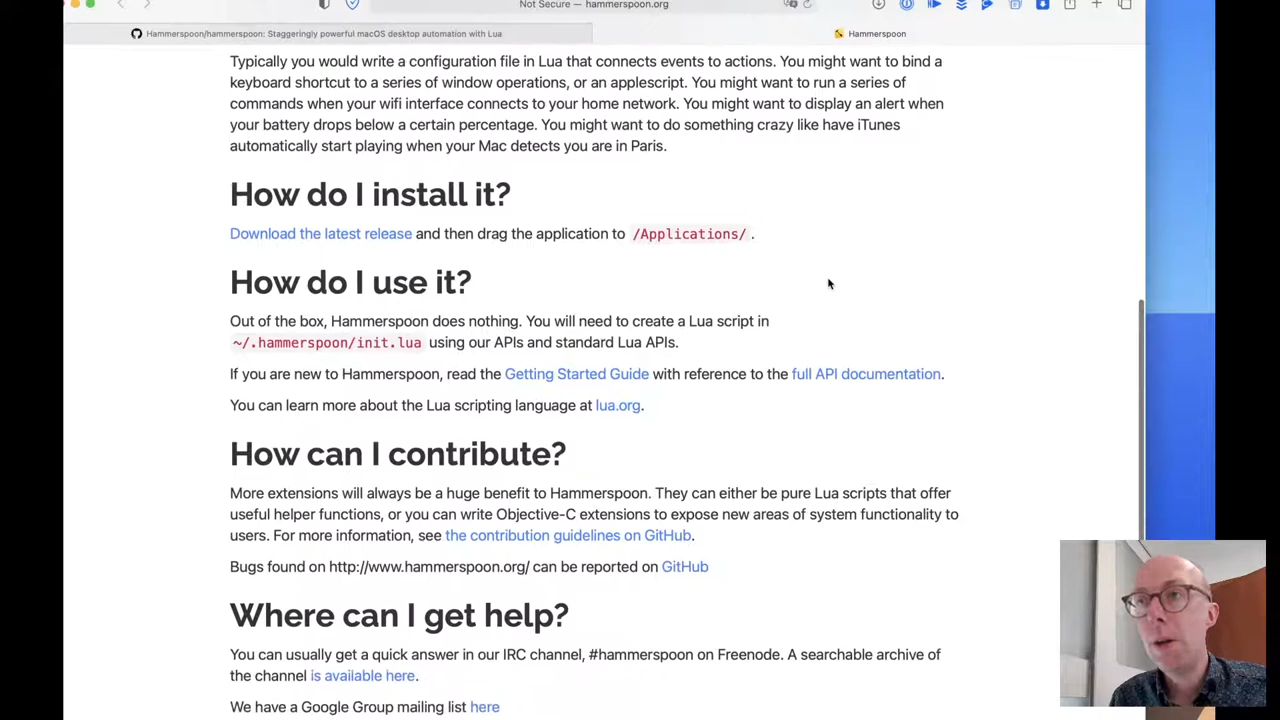 Not Secure — hammerspoon.org
Hammerspoon/hammerspoon: Staggeringly powerful macOS desktop automation with Lua
Hammerspoon
Typically you would write a configuration file in Lua that connects events to actions. You might want to bind a
keyboard shortcut to a series of window operations, or an applescript. You might want to run a series of
commands when your wifi interface connects to your home network. You might want to display an alert when
your battery drops below a certain percentage. You might want to do something crazy like have iTunes
automatically start playing when your Mac detects you are in Paris.
How do I install it?
Download the latest release and then drag the application to /Applications/ .
How do I use it?
Out of the box, Hammerspoon does nothing. You will need to create a Lua script in
~/.hammerspoon/init.lua using our APIs and standard Lua APIs.
If you are new to Hammerspoon, read the Getting Started Guide with reference to the full API documentation.
You can learn more about the Lua scripting language at lua.org.
How can I contribute?
More extensions will always be a huge benefit to Hammerspoon. They can either be pure Lua scripts that offer
useful helper functions, or you can write Objective-C extensions to expose new areas of system functionality to
users. For more information, see the contribution guidelines on GitHub.
Bugs found on http://www.hammerspoon.org/ can be reported on GitHub
Where can I get help?
You can usually get a quick answer in our IRC channel, #hammerspoon on Freenode. A searchable archive of
the channel is available here.
We have a Google Group mailing list here